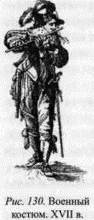 Рис. 130. Военный
костюм. XVII в.